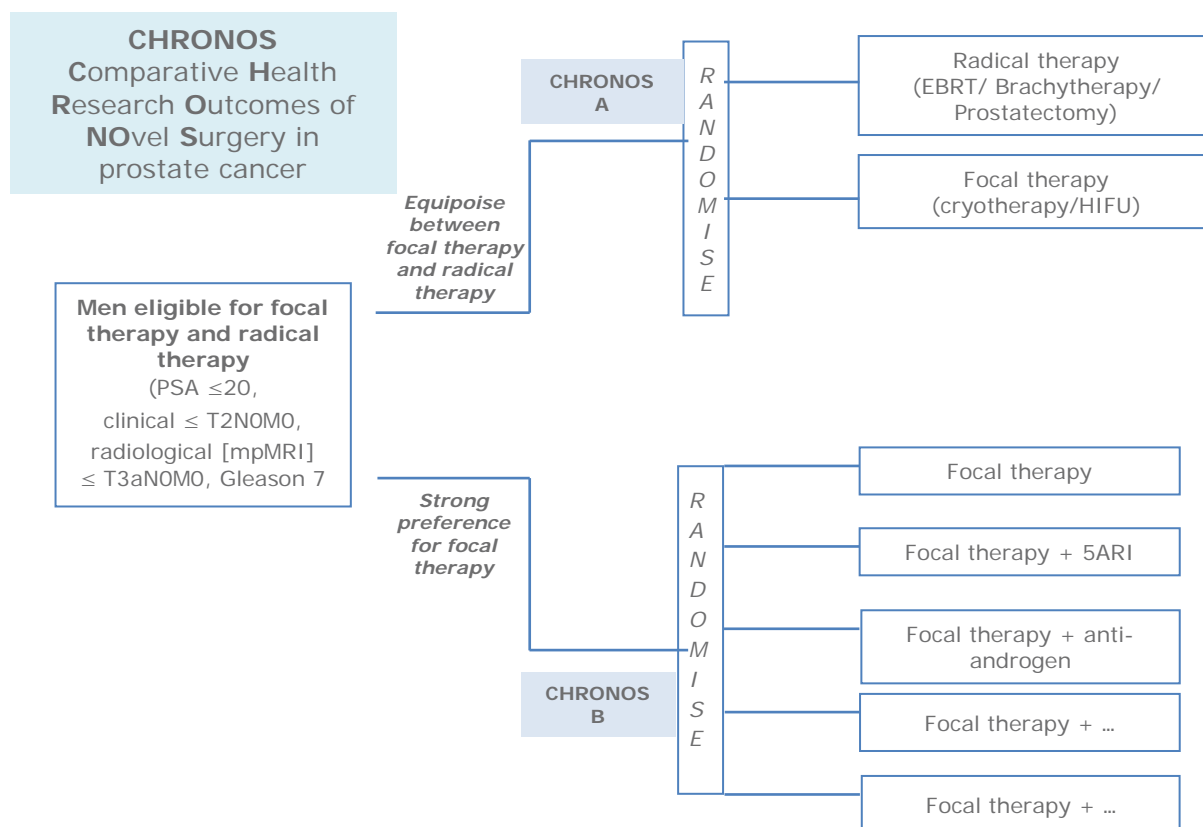 CHRONOS
Comparative Health
Research Outcomes of
NOvel Surgery in
prostate cancer
Men eligible for focal
therapy and radical
therapy
(PSA ≤20,
clinical ≤ T2N0M0,
radiological [mpMRI]
≤ T3aN0M0, Gleason 7
Equipoise
between
focal therapy
and radical
therapy
CHRONOS
A
R
A
N
D
O
M
I
S
E
Radical therapy
(EBRT/ Brachytherapy/
Prostatectomy)
Focal therapy
(cryotherapy/HIFU)
Strong
preference
for focal
therapy
CHRONOS
B
R
A
N
D
O
M
I
S
E
Focal therapy
Focal therapy + 5ARI
Focal therapy + anti-
androgen
Focal therapy + …
Focal therapy + …